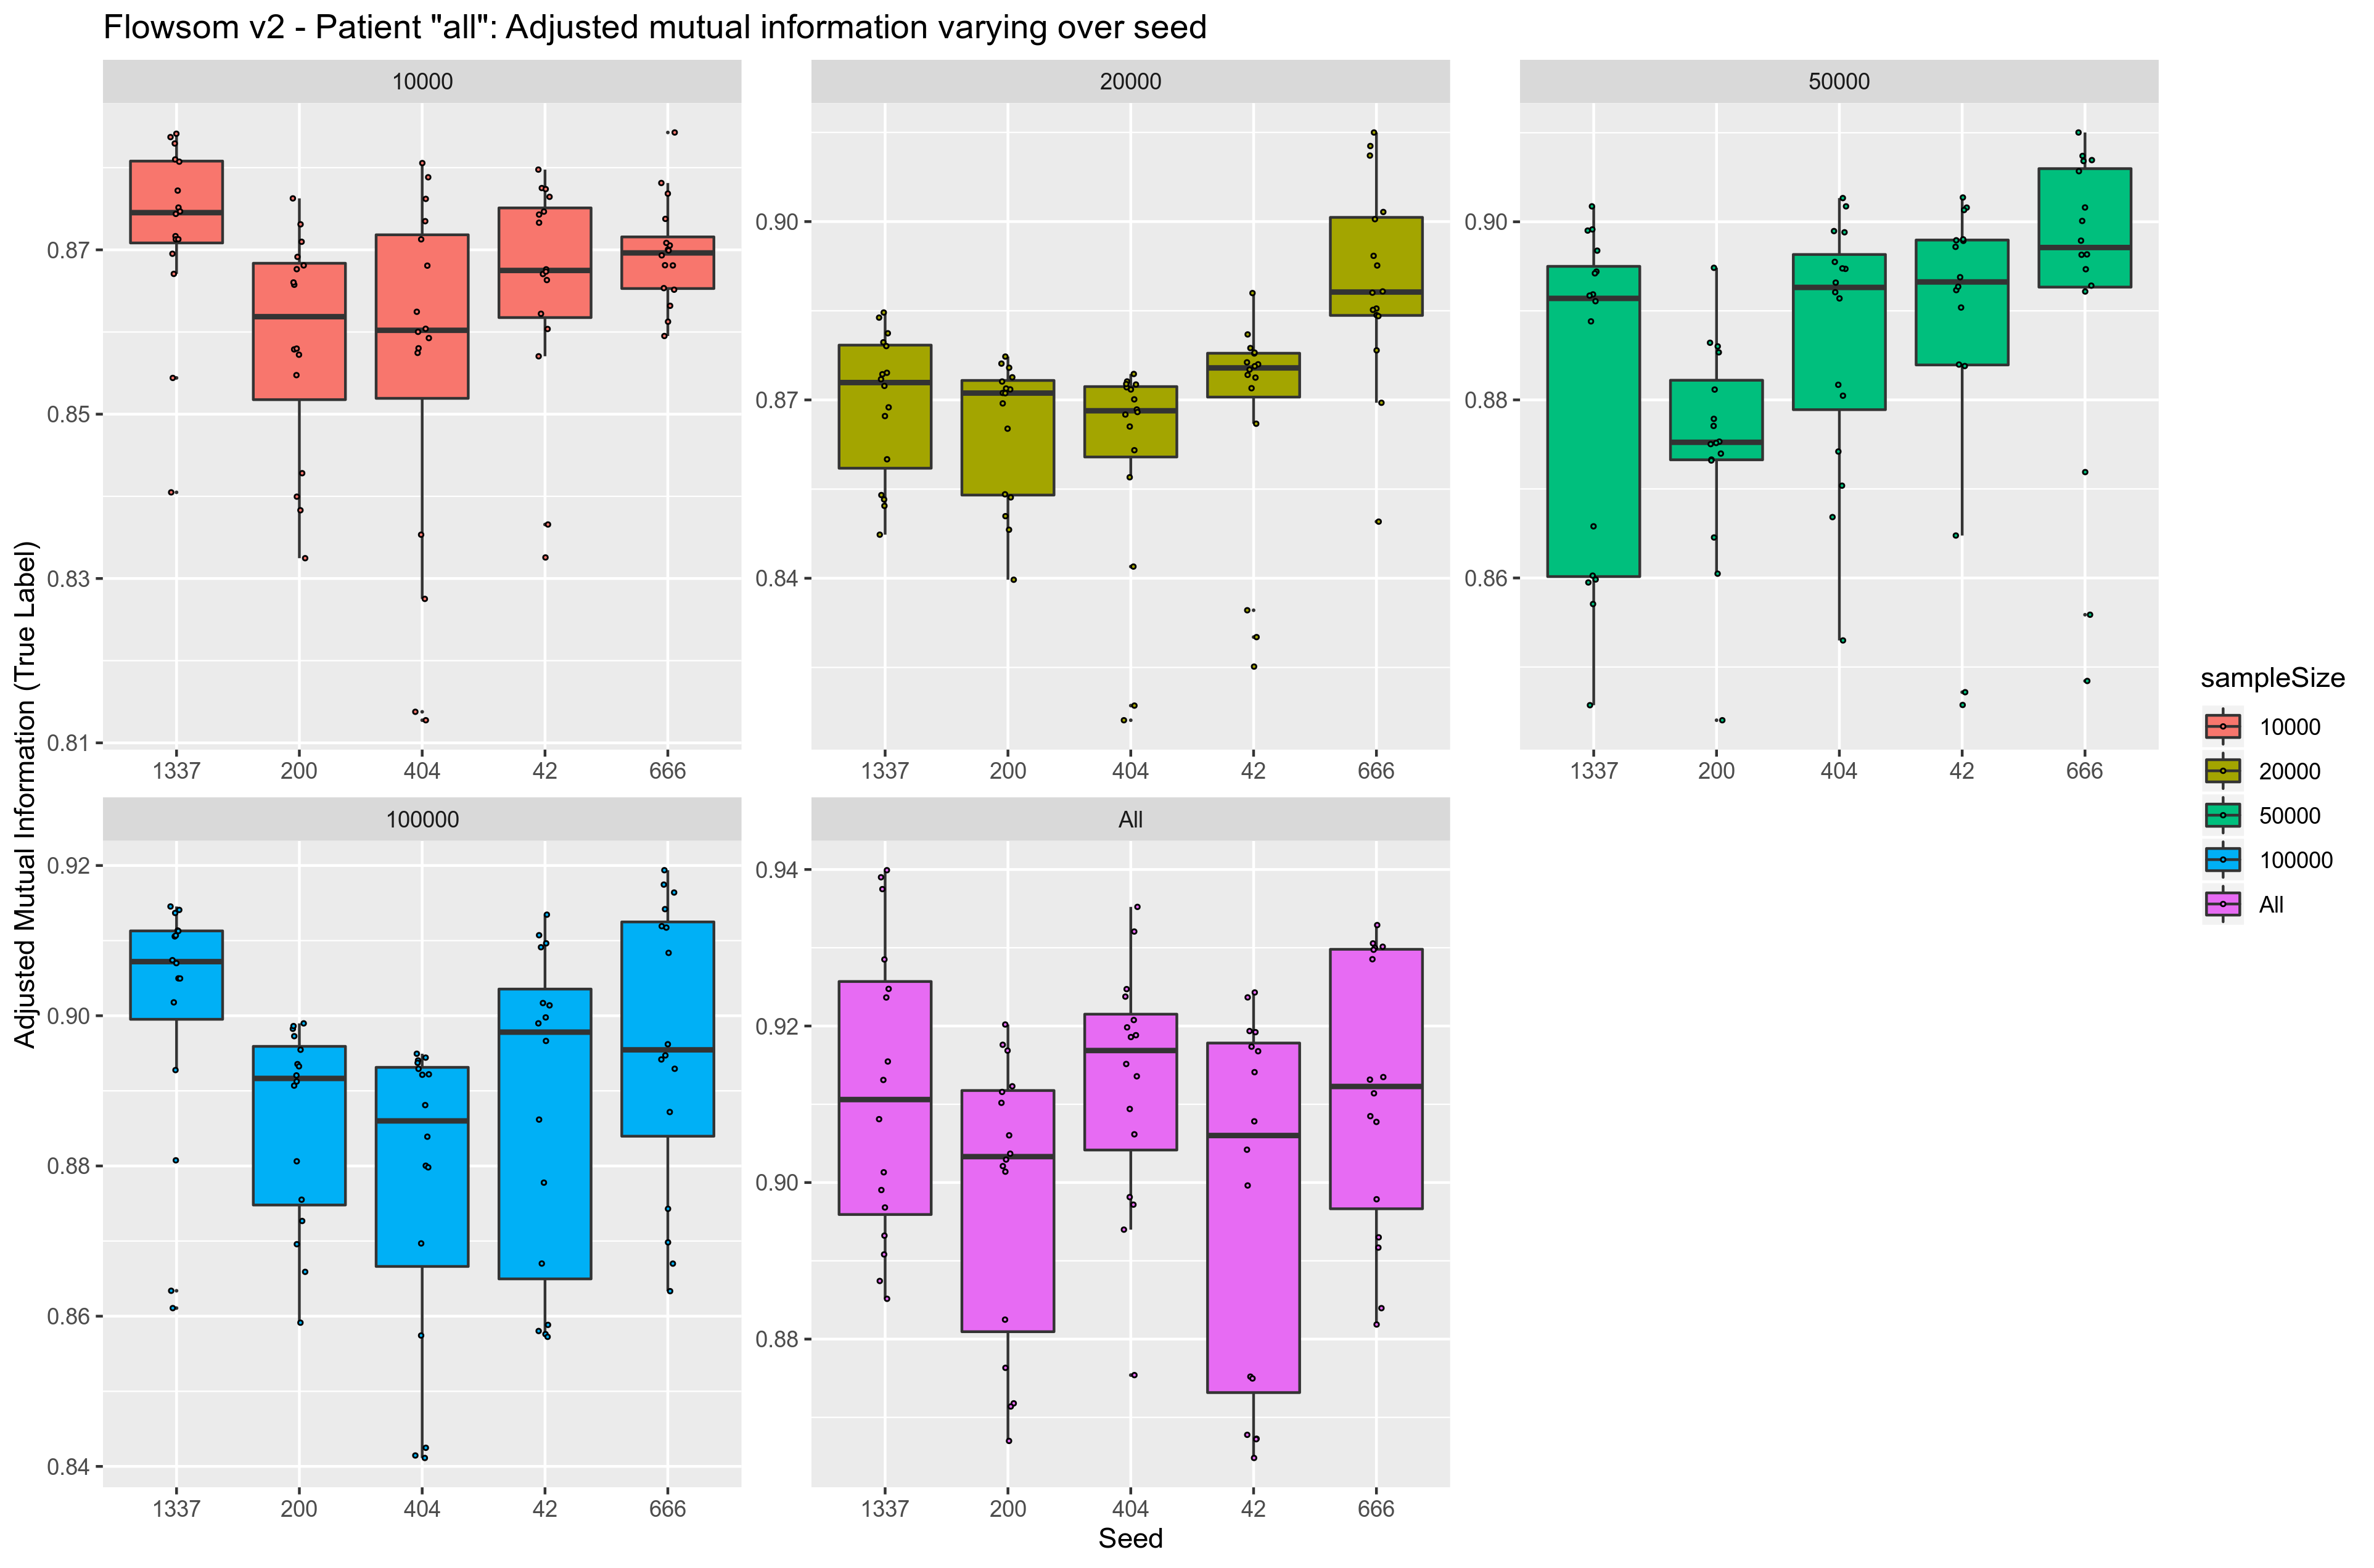 Flowsom v2 - Patient "all": Adjusted mutual information varying over seed
Adjusted Mutual Information (True Label)
10000
0.87
0.85
0.83
0.81
1337 200 404 42 666
20000
0.90
0.87
0.84
1337 200 404 42 666
50000
0.90
0.88
0.86
1337 200 404 42 666
100000
0.92
0.90
0.88
0.86
0.84
1337 200 404 42 666
All
0.94
0.92
0.90
0.88
1337 200 404 42 666
Seed
sampleSize
10000
20000
50000
100000
All